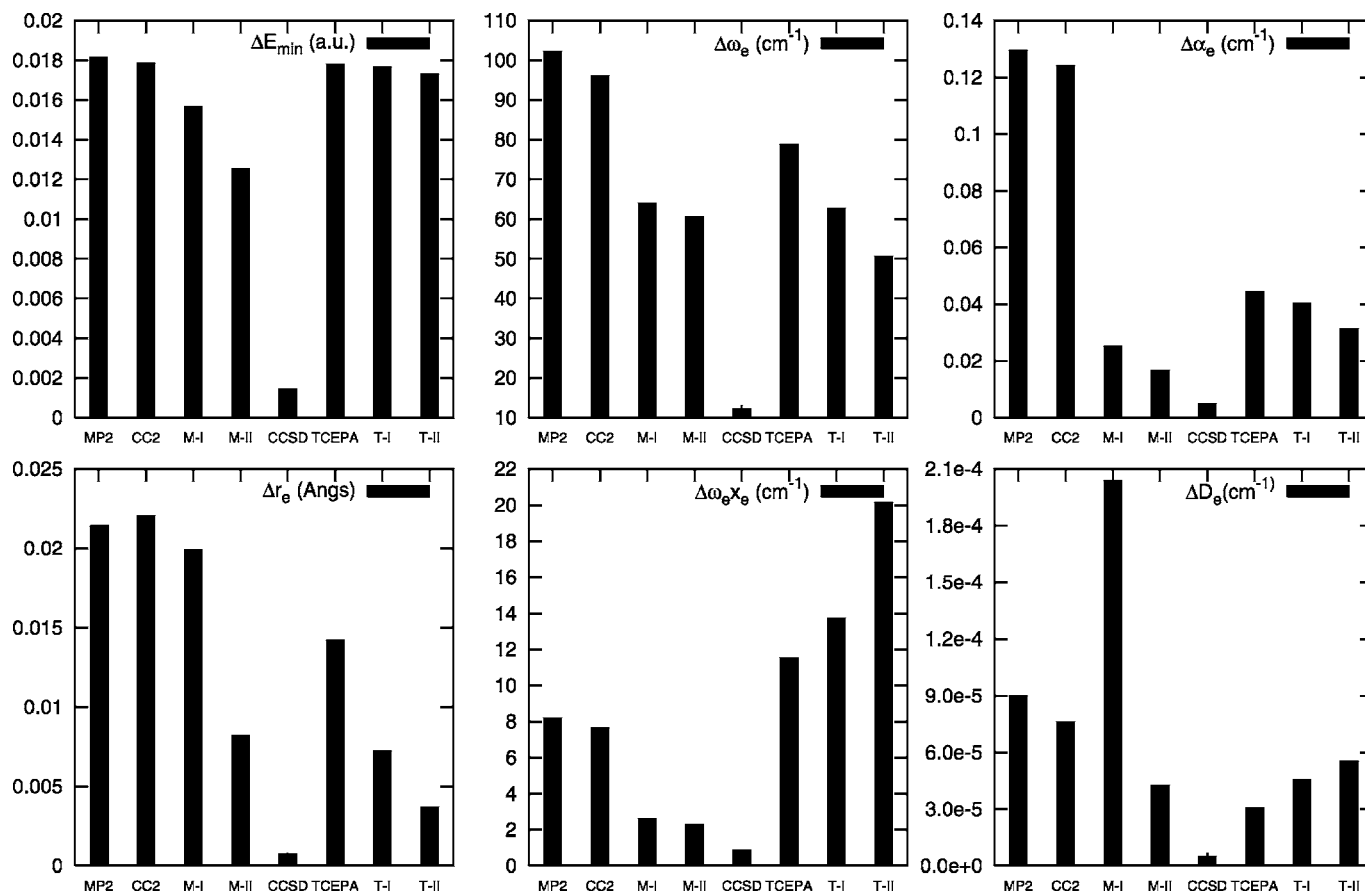 ΔE_min (a.u.)
0.02
0.018
0.016
0.014
0.012
0.01
0.008
0.006
0.004
0.002
0
MP2 CC2 M-I M-II CCSD TCEPA T-I T-II
Δω_e (cm^-1)
110
100
90
80
70
60
50
40
30
20
10
MP2 CC2 M-I M-II CCSD TCEPA T-I T-II
Δα_e (cm^-1)
0.14
0.12
0.1
0.08
0.06
0.04
0.02
0
MP2 CC2 M-I M-II CCSD TCEPA T-I T-II
Δr_e (Angs)
0.025
0.02
0.015
0.01
0.005
0
MP2 CC2 M-I M-II CCSD TCEPA T-I T-II
Δω_e x_e (cm^-1)
22
20
18
16
14
12
10
8
6
4
2
0
MP2 CC2 M-I M-II CCSD TCEPA T-I T-II
ΔD_e(cm^-1)
2.1e-4
1.8e-4
1.5e-4
1.2e-4
9.0e-5
6.0e-5
3.0e-5
0.0e+0
MP2 CC2 M-I M-II CCSD TCEPA T-I T-II